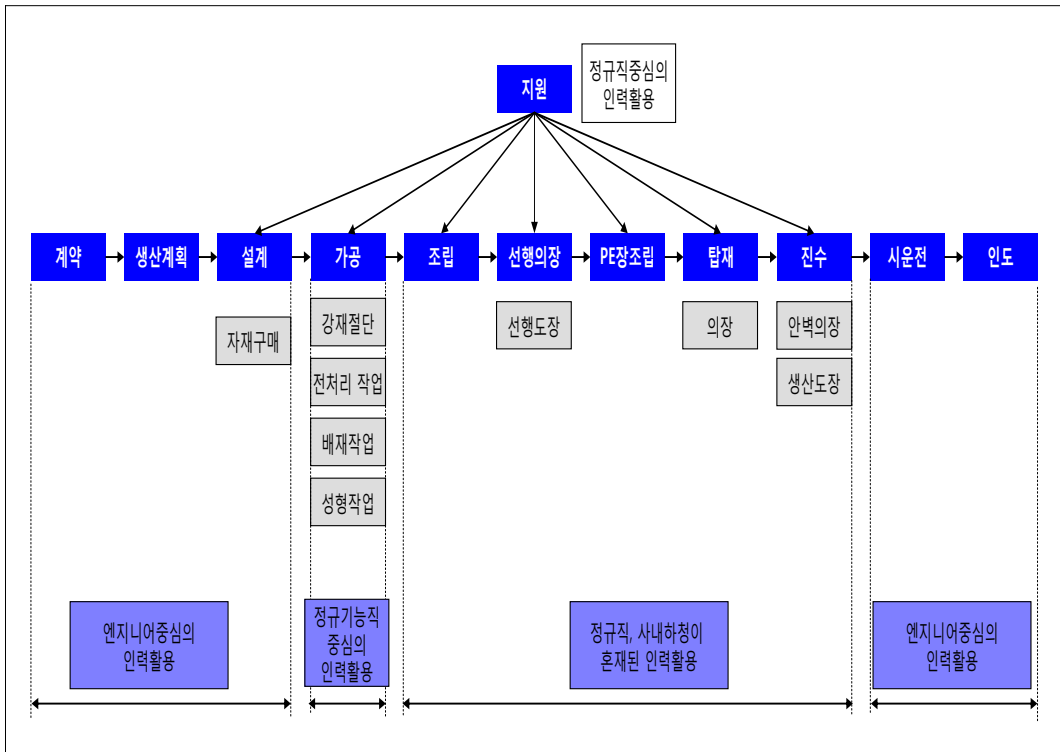 지원
정규직중심의
인력활용
계약
생산계획
설계
가공
조립
선행의장
PE장조립
탑재
진수
시운전
인도
자재구매
강재절단
전처리 작업
배재작업
성형작업
선행도장
의장
안벽의장
생산도장
엔지니어중심의
인력활용
정규기능직
중심의
인력활용
정규직, 사내하청이
혼재된 인력활용
엔지니어중심의
인력활용